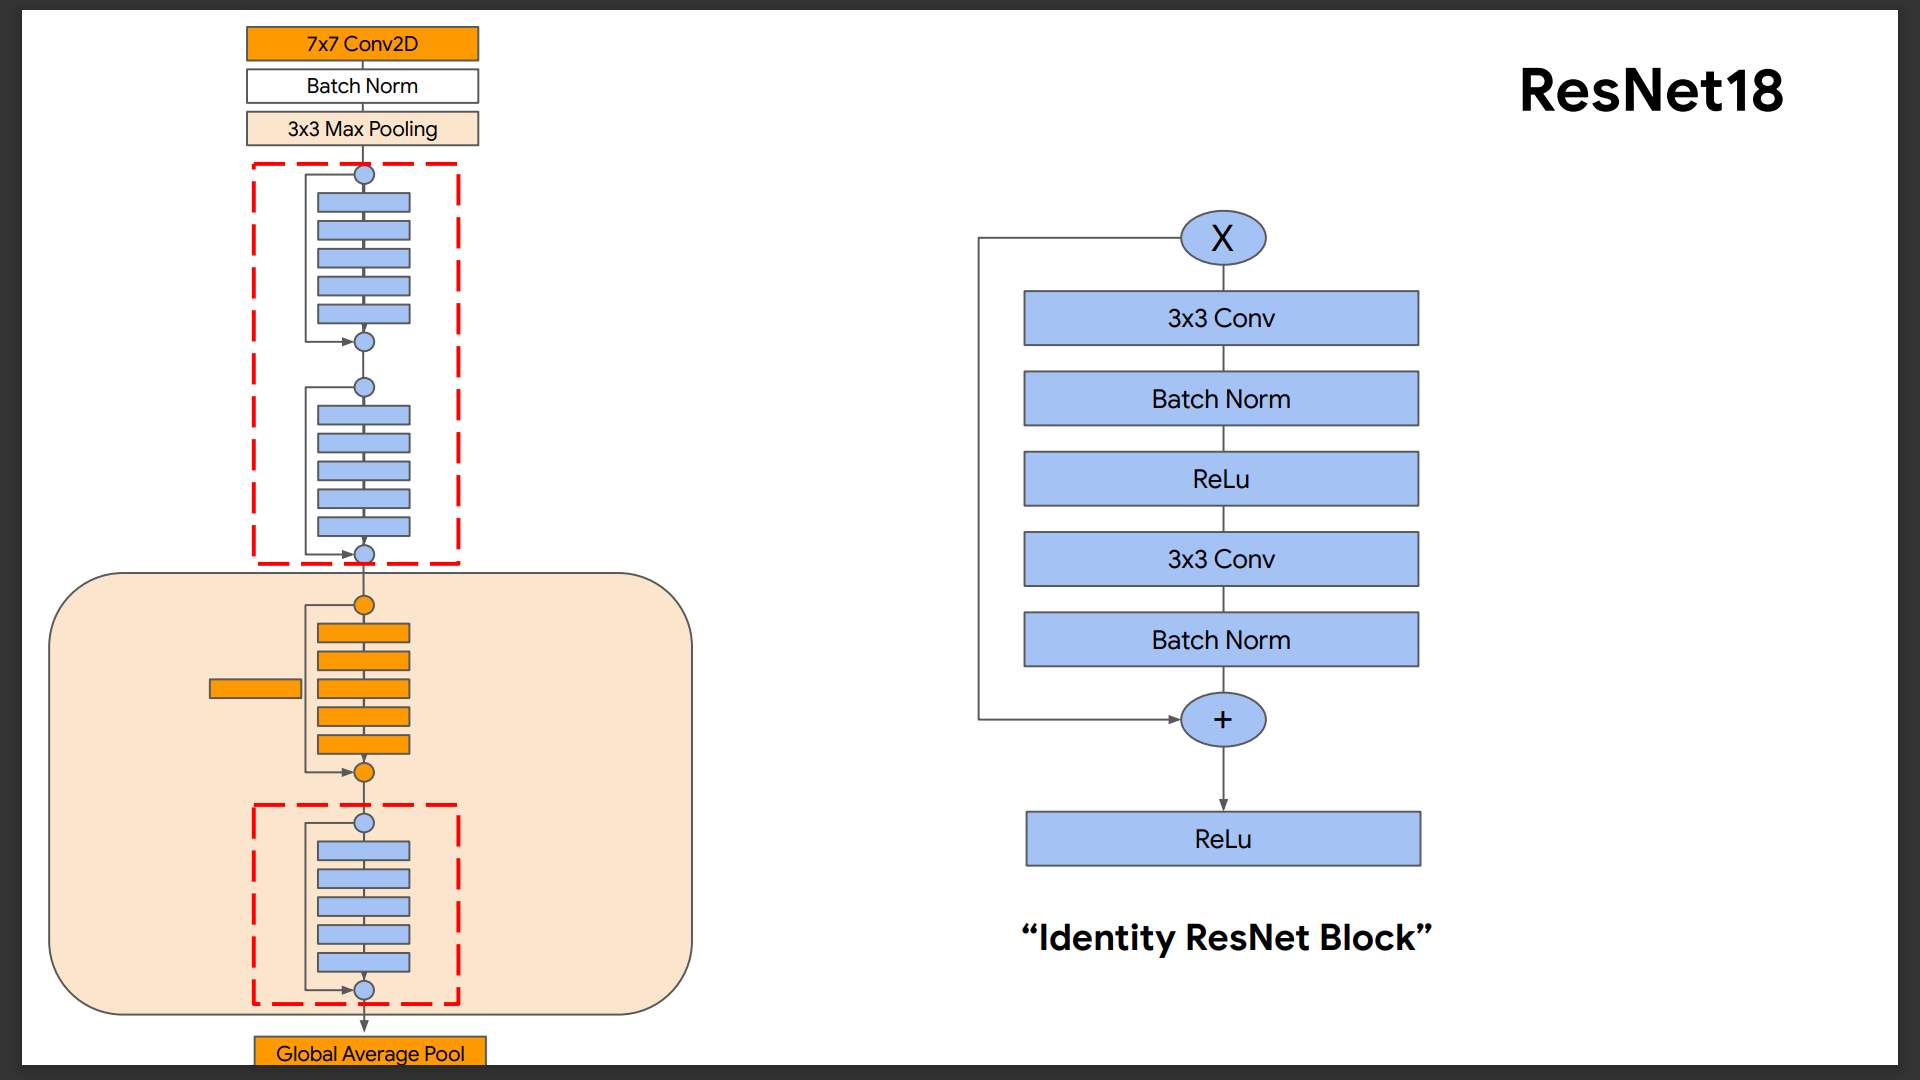 7x7 Conv2D
Batch Norm
3x3 Max Pooling
Global Average Pool
ResNet18
X
3x3 Conv
Batch Norm
ReLu
3x3 Conv
Batch Norm
+
ReLu
“Identity ResNet Block”